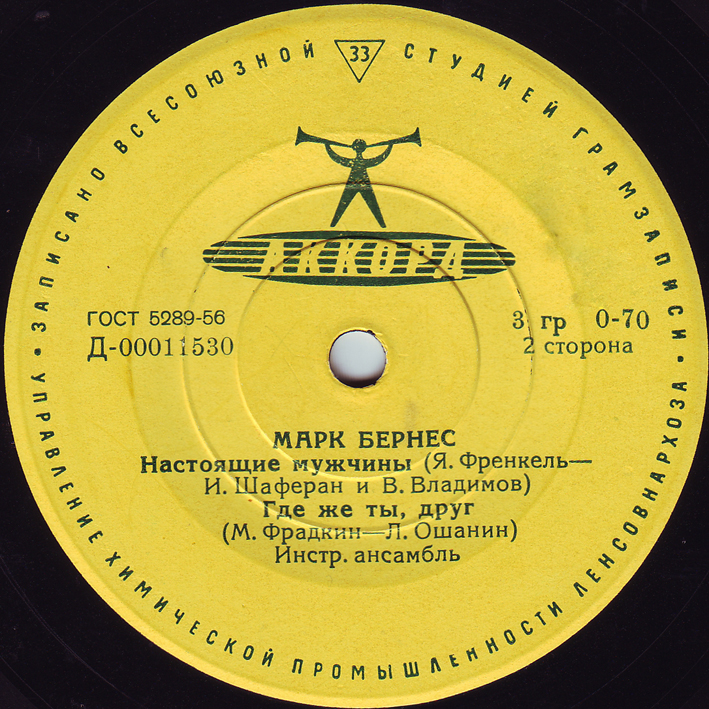 ЗАПИСАНО ВСЕСОЮЗНОЙ 33 СТУДИЕЙ ГРАМЗАПИСИ
АККОРД
ГОСТ 5289-56
Д-00011530
3 гр 0-70
2 сторона
МАРК БЕРНЕС
Настоящие мужчины (Я. Френкель—
И. Шаферан и В. Владимов)
Где же ты, друг
(М. Фрадкин—Л. Ошанин)
Инстр. ансамбль
• УПРАВЛЕНИЕ ХИМИЧЕСКОЙ ПРОМЫШЛЕННОСТИ ЛЕНСОВНАРХОЗА •